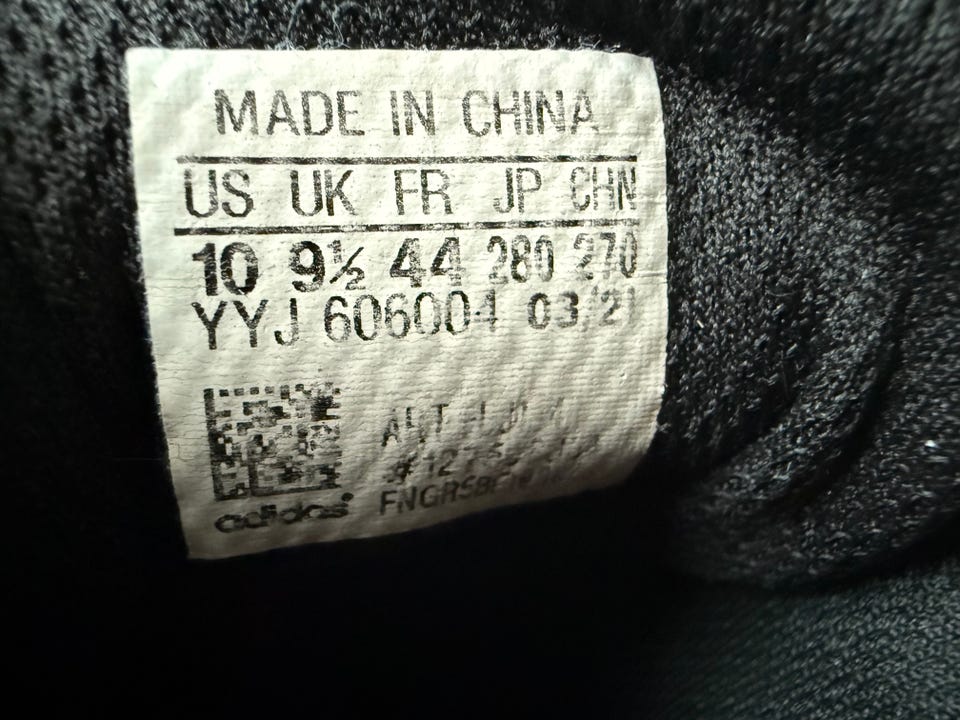 MADE IN CHINA
US UK FR JP CHN
10 9½ 44 280 270
YYJ 606004 03/21
adidas